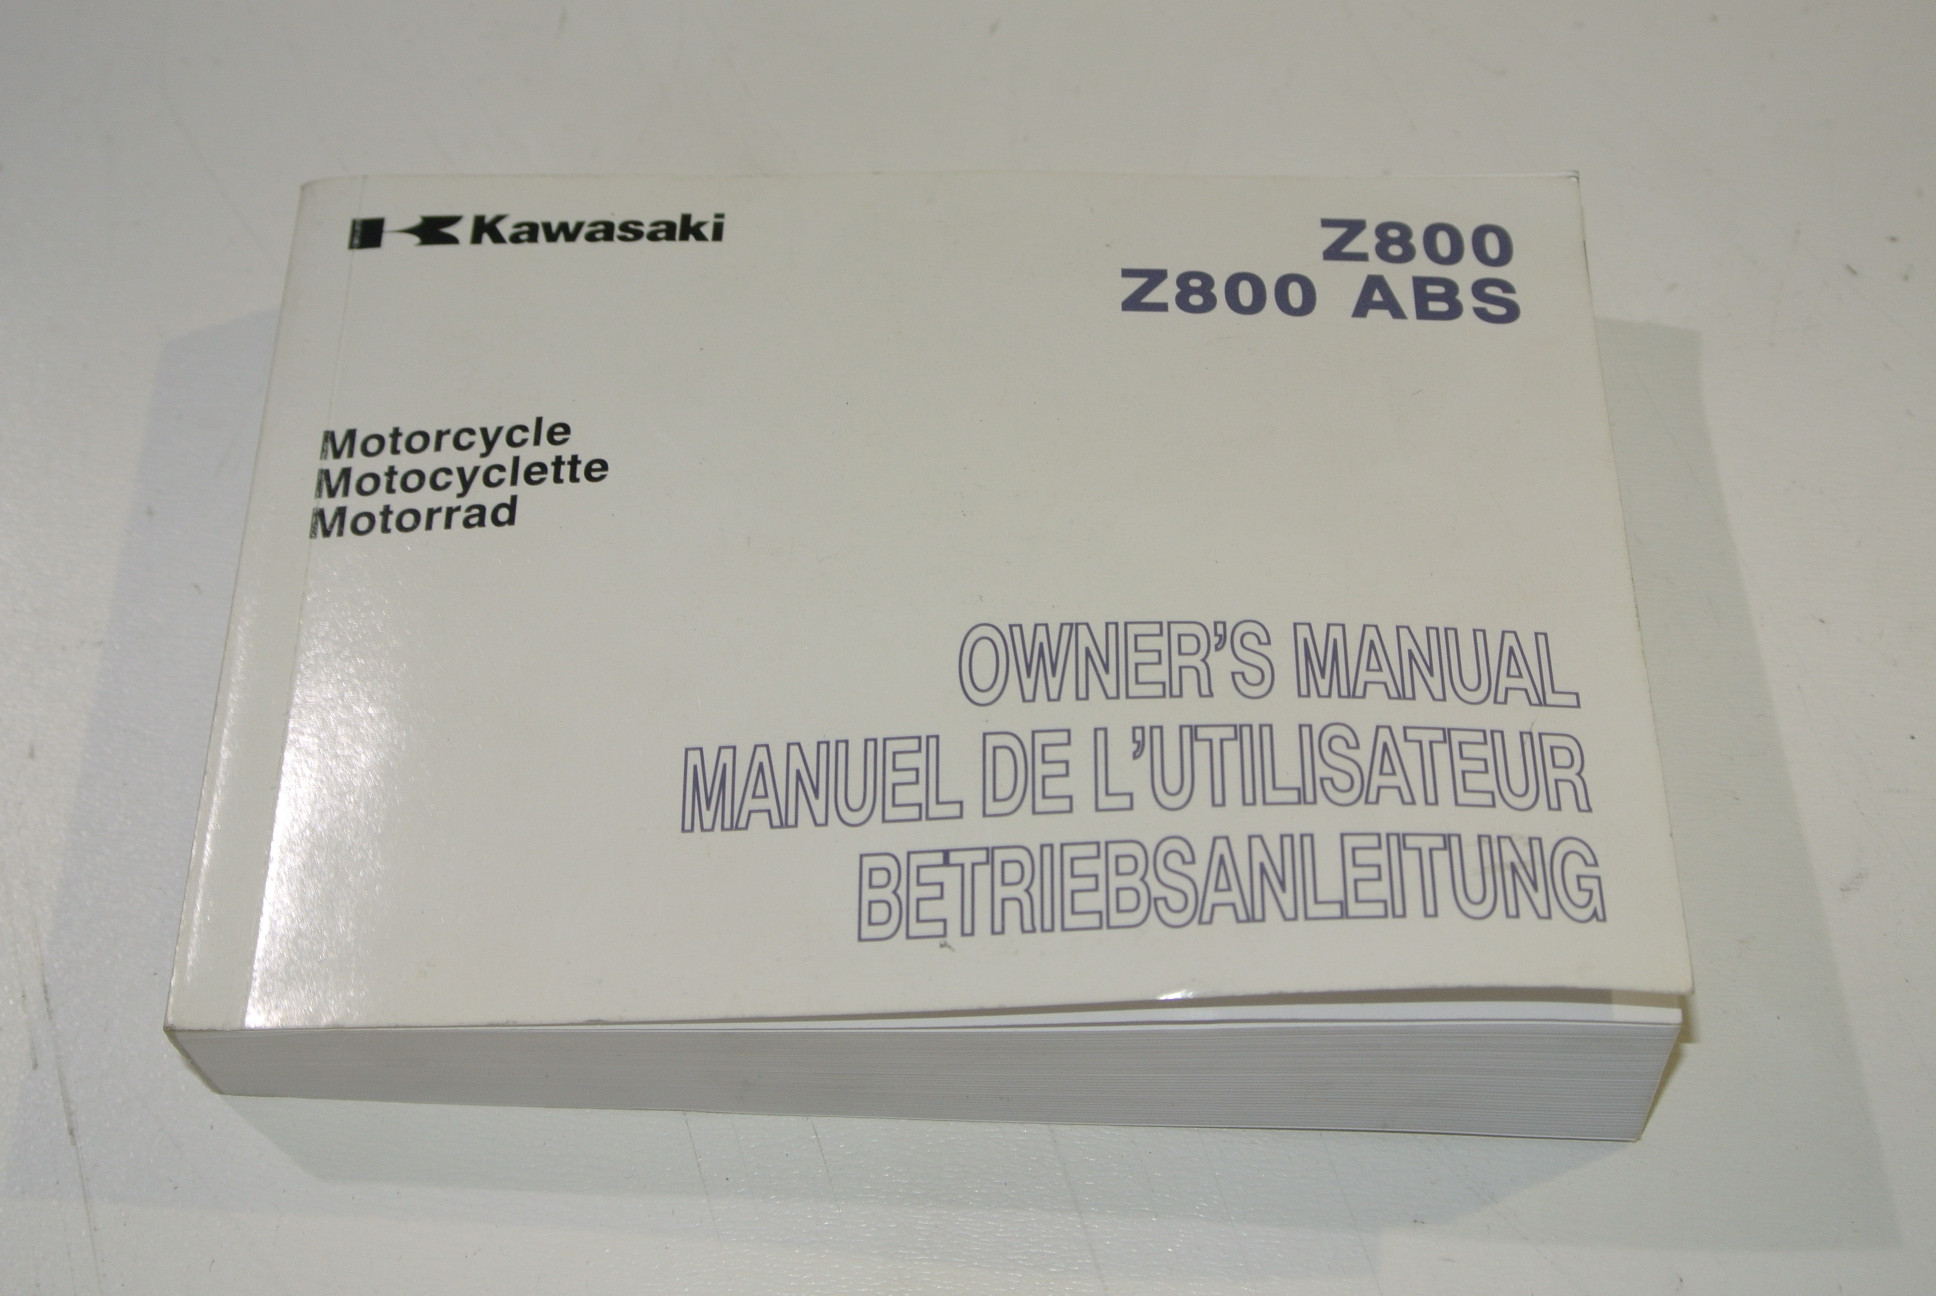 Kawasaki
Z800
Z800 ABS
Motorcycle
Motocyclette
Motorrad
OWNER'S MANUAL
MANUEL DE L'UTILISATEUR
BETRIEBSANLEITUNG